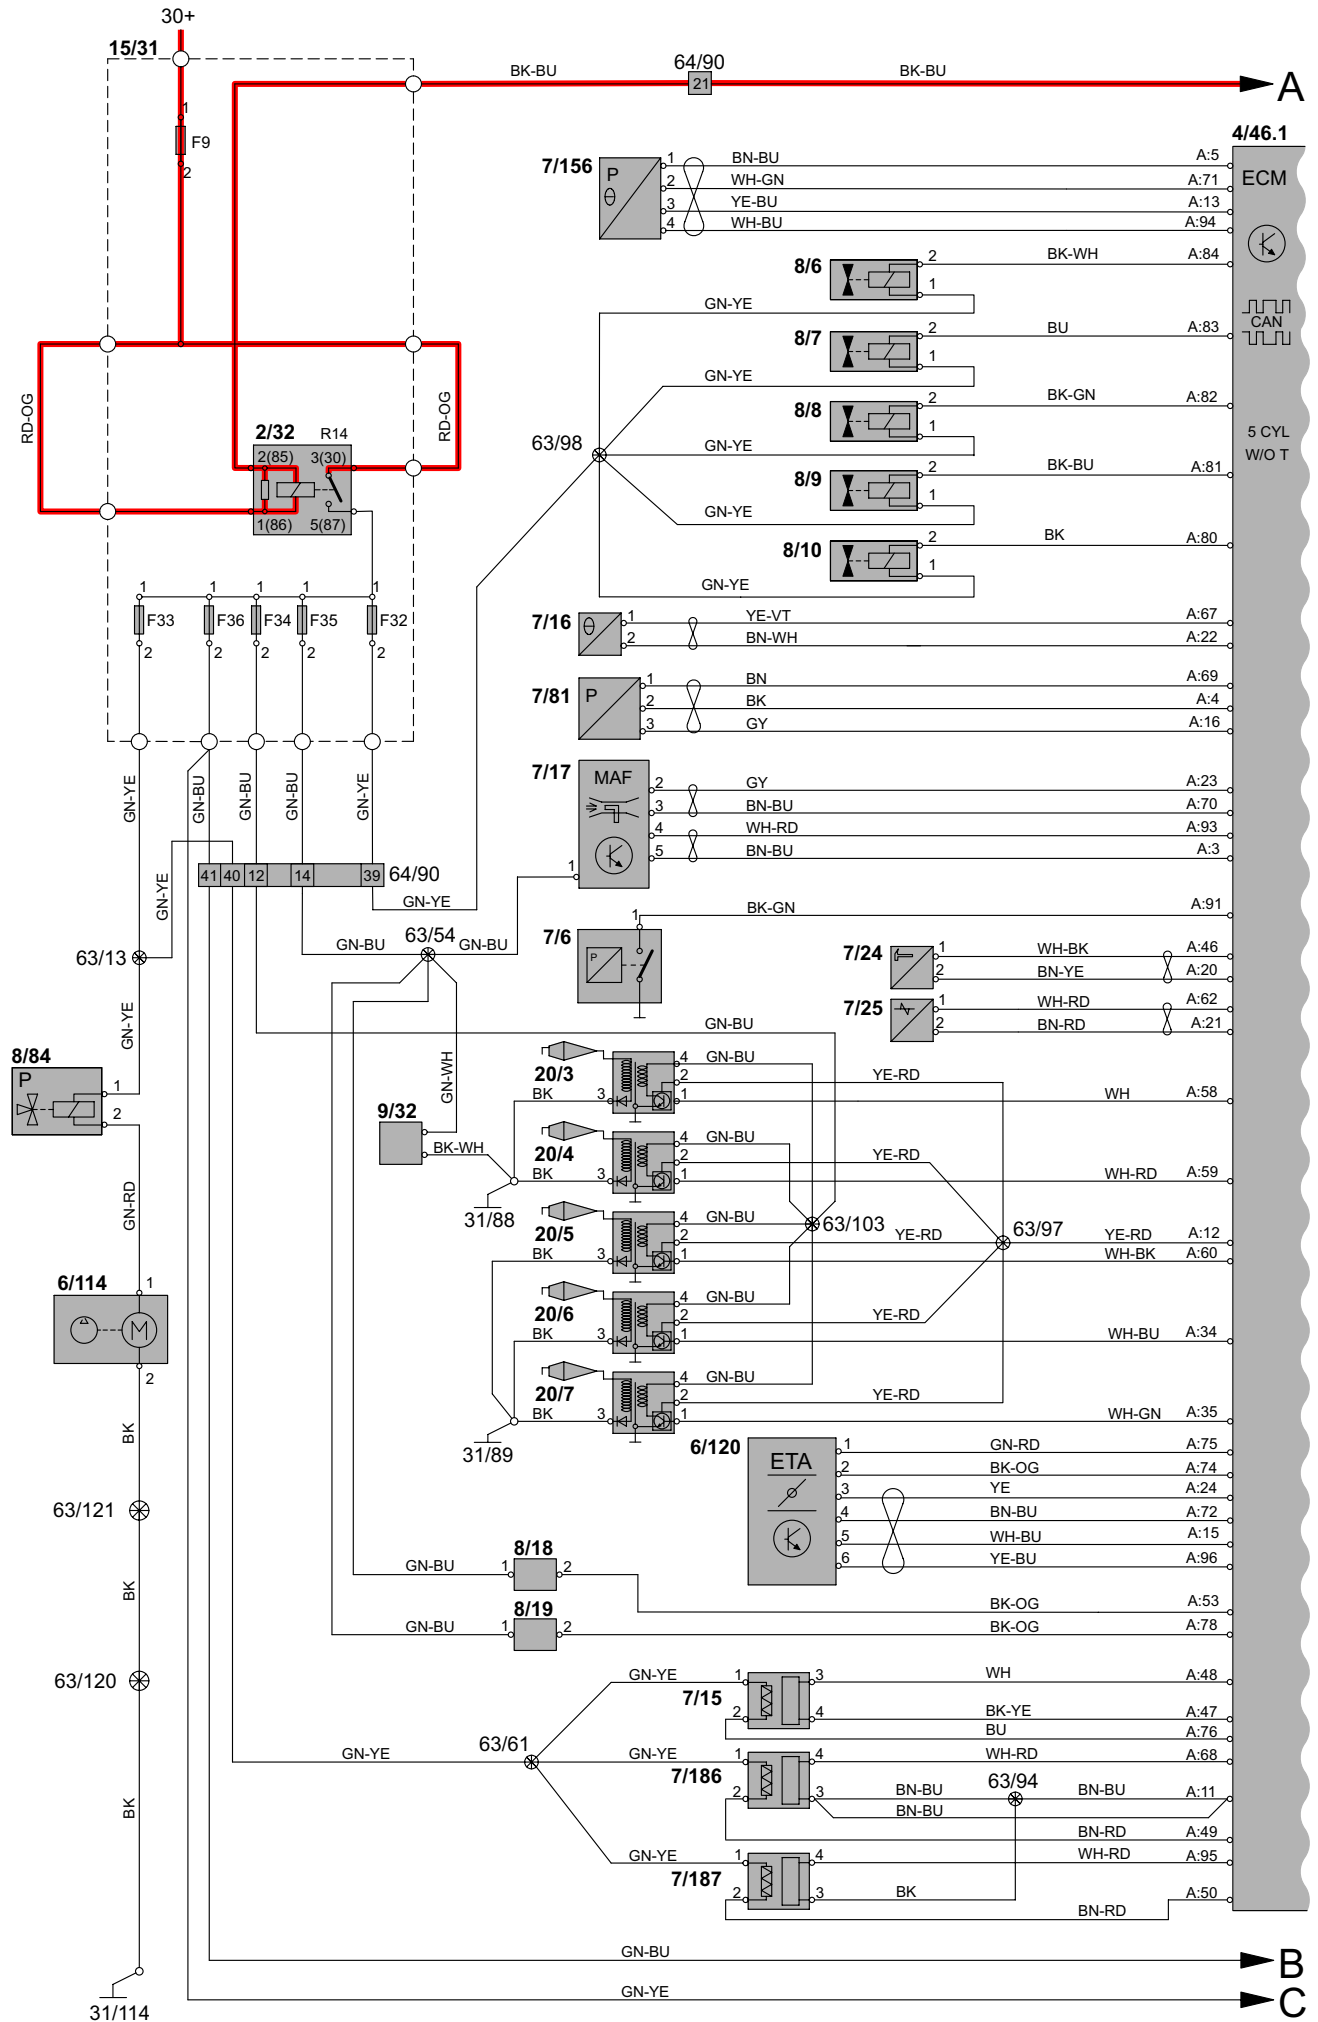 30+
15/31
BK-BU
64/90
21
BK-BU
A
1
F9
2
4/46.1
ECM
CAN
5 CYL
W/O T
7/156
P
θ
1
BN-BU
A:5
2
WH-GN
A:71
3
YE-BU
A:13
4
WH-BU
A:94
8/6
2
BK-WH
A:84
1
GN-YE
8/7
2
BU
A:83
1
GN-YE
8/8
2
BK-GN
A:82
1
GN-YE
63/98
8/9
2
BK-BU
A:81
1
GN-YE
8/10
2
BK
A:80
1
GN-YE
RD-OG
RD-OG
2/32
R14
2(85)
3(30)
1(86)
5(87)
1
1
1
1
1
F33
F36
F34
F35
F32
2
2
2
2
2
7/16
θ
1
YE-VT
A:67
2
BN-WH
A:22
7/81
P
1
BN
A:69
2
BK
A:4
3
GY
A:16
GN-YE
GN-BU
GN-BU
GN-BU
GN-YE
7/17
MAF
2
GY
A:23
3
BN-BU
A:70
4
WH-RD
A:93
5
BN-BU
A:3
1
41
40
12
14
39
64/90
GN-YE
GN-YE
7/6
P
1
BK-GN
A:91
63/54
GN-BU
GN-BU
63/13
7/24
1
WH-BK
A:46
2
BN-YE
A:20
7/25
1
WH-RD
A:62
2
BN-RD
A:21
GN-YE
GN-BU
GN-WH
8/84
P
1
2
20/3
4
GN-BU
2
YE-RD
3
BK
1
WH
A:58
9/32
BK-WH
20/4
4
GN-BU
2
YE-RD
3
BK
1
WH-RD
A:59
31/88
GN-RD
20/5
4
GN-BU
63/103
63/97
2
YE-RD
YE-RD
A:12
3
BK
1
WH-BK
A:60
6/114
1
M
2
20/6
4
GN-BU
2
YE-RD
3
BK
1
WH-BU
A:34
20/7
4
GN-BU
2
YE-RD
3
BK
1
WH-GN
A:35
31/89
BK
6/120
ETA
1
GN-RD
A:75
2
BK-OG
A:74
3
YE
A:24
4
BN-BU
A:72
5
WH-BU
A:15
6
YE-BU
A:96
63/121
BK
8/18
GN-BU
1
2
BK-OG
A:53
8/19
GN-BU
1
2
BK-OG
A:78
63/120
7/15
GN-YE
1
3
WH
A:48
2
4
BK-YE
A:47
BU
A:76
GN-YE
63/61
7/186
GN-YE
1
4
WH-RD
A:68
2
3
BN-BU
63/94
BN-BU
A:11
BN-BU
BN-RD
A:49
BK
7/187
GN-YE
1
4
WH-RD
A:95
2
3
BK
A:50
BN-RD
GN-BU
B
GN-YE
C
31/114